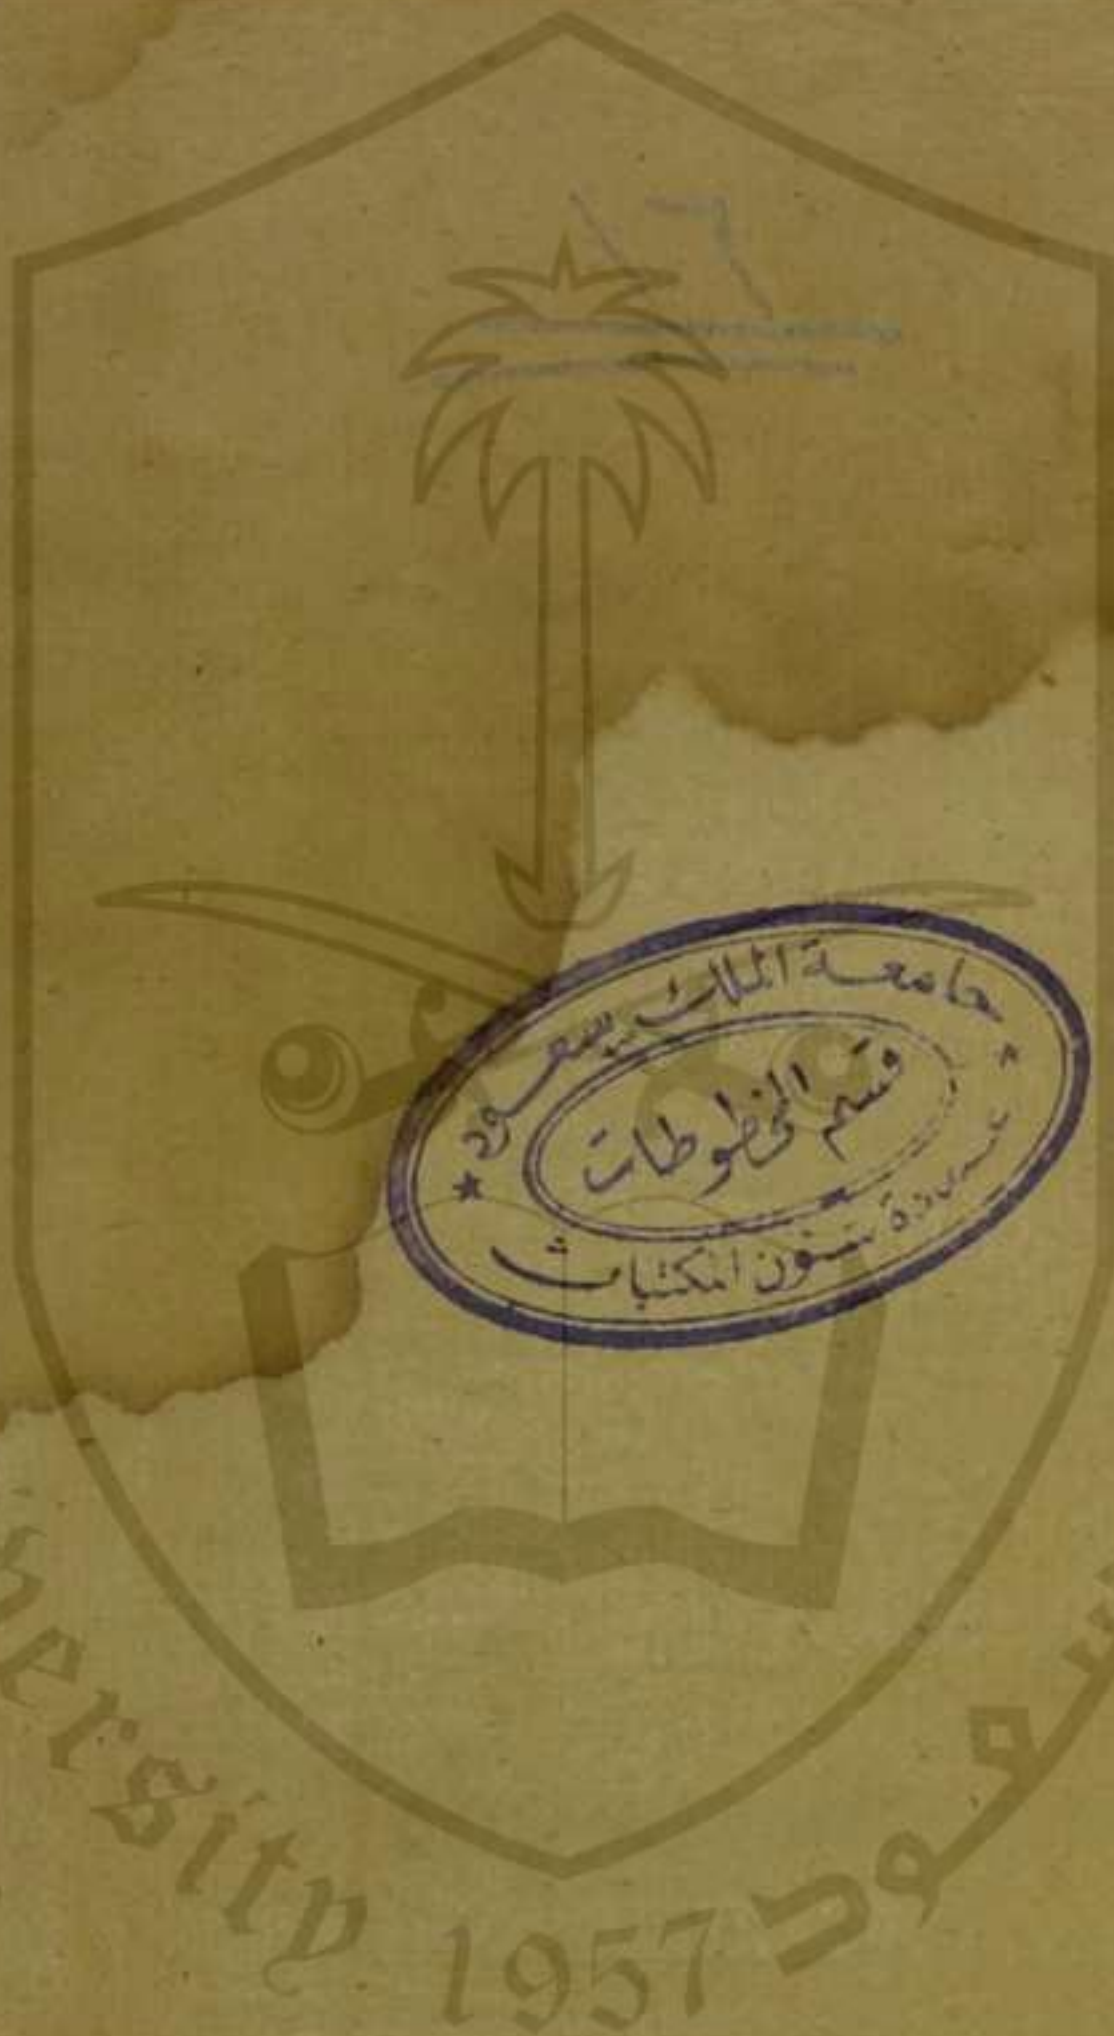 جامعة الملك سعود
قسم المخطوطات
عمادة شئون المكتبات
ersity 1957
سعود